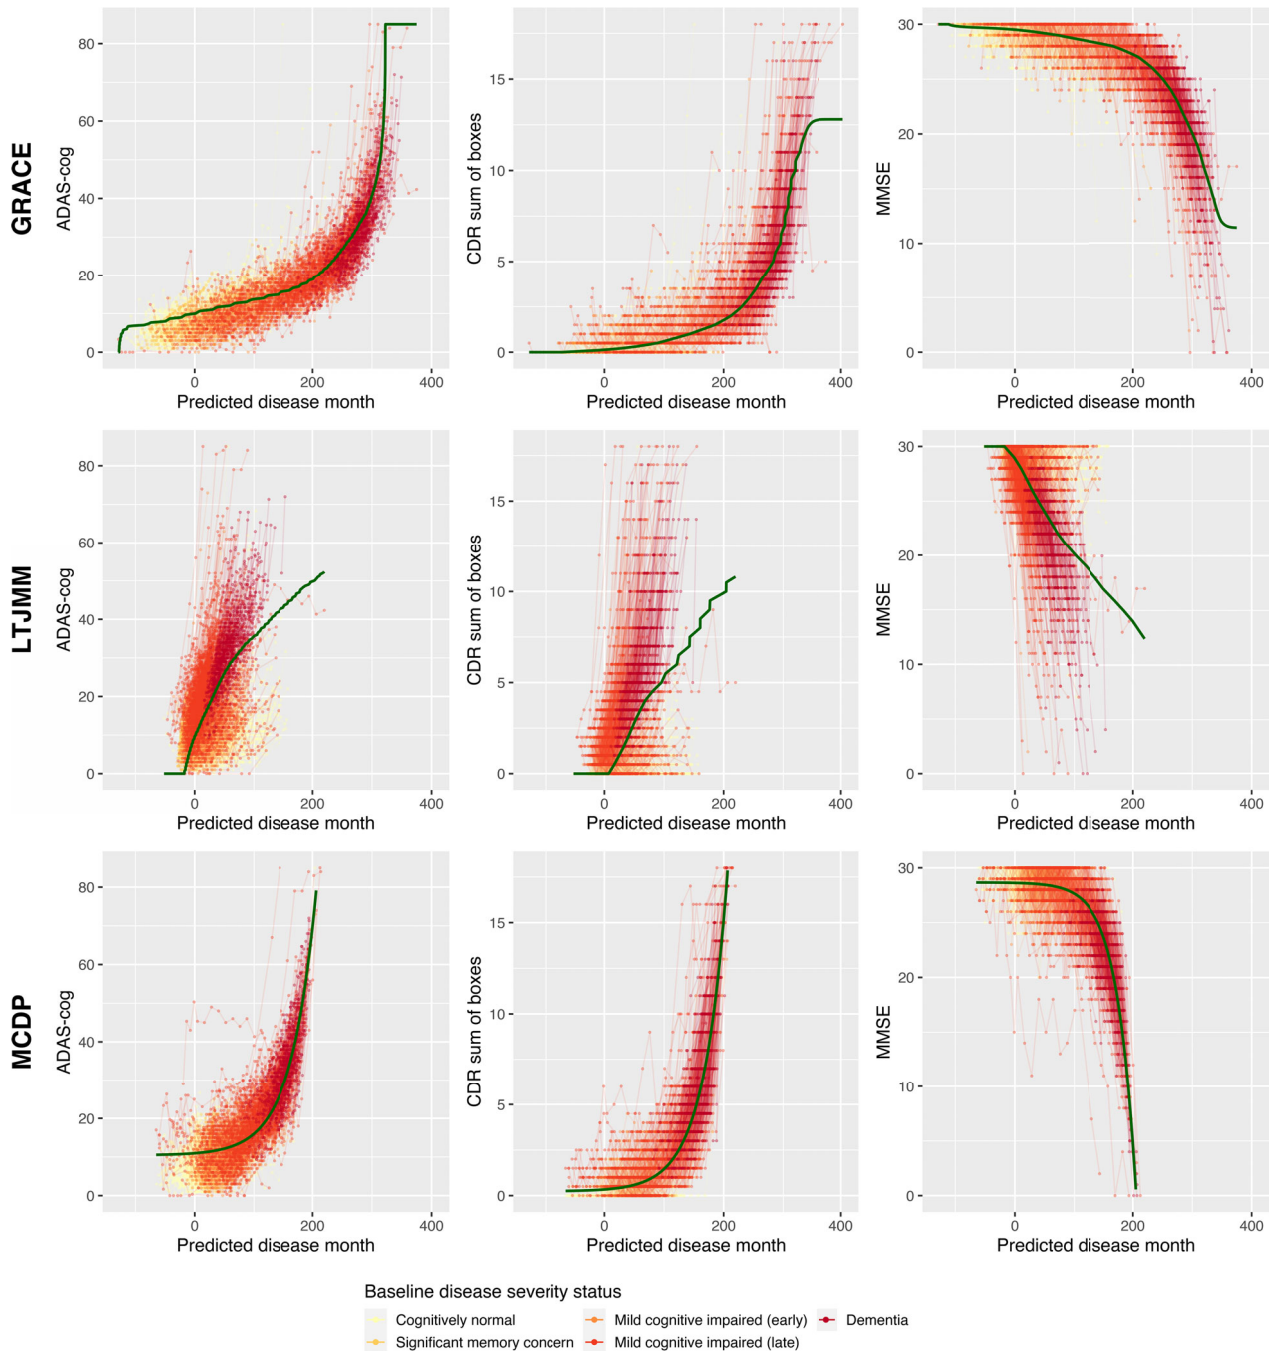 GRACE
ADAS-cog
80
60
40
20
0
0 200 400
Predicted disease month
CDR sum of boxes
15
10
5
0
0 200 400
Predicted disease month
MMSE
30
20
10
0
0 200 400
Predicted disease month
LTJMM
ADAS-cog
80
60
40
20
0
0 200 400
Predicted disease month
CDR sum of boxes
15
10
5
0
0 200 400
Predicted disease month
MMSE
30
20
10
0
0 200 400
Predicted disease month
MCDP
ADAS-cog
80
60
40
20
0
0 200 400
Predicted disease month
CDR sum of boxes
15
10
5
0
0 200 400
Predicted disease month
MMSE
30
20
10
0
0 200 400
Predicted disease month
Baseline disease severity status
Cognitively normal
Significant memory concern
Mild cognitive impaired (early)
Mild cognitive impaired (late)
Dementia